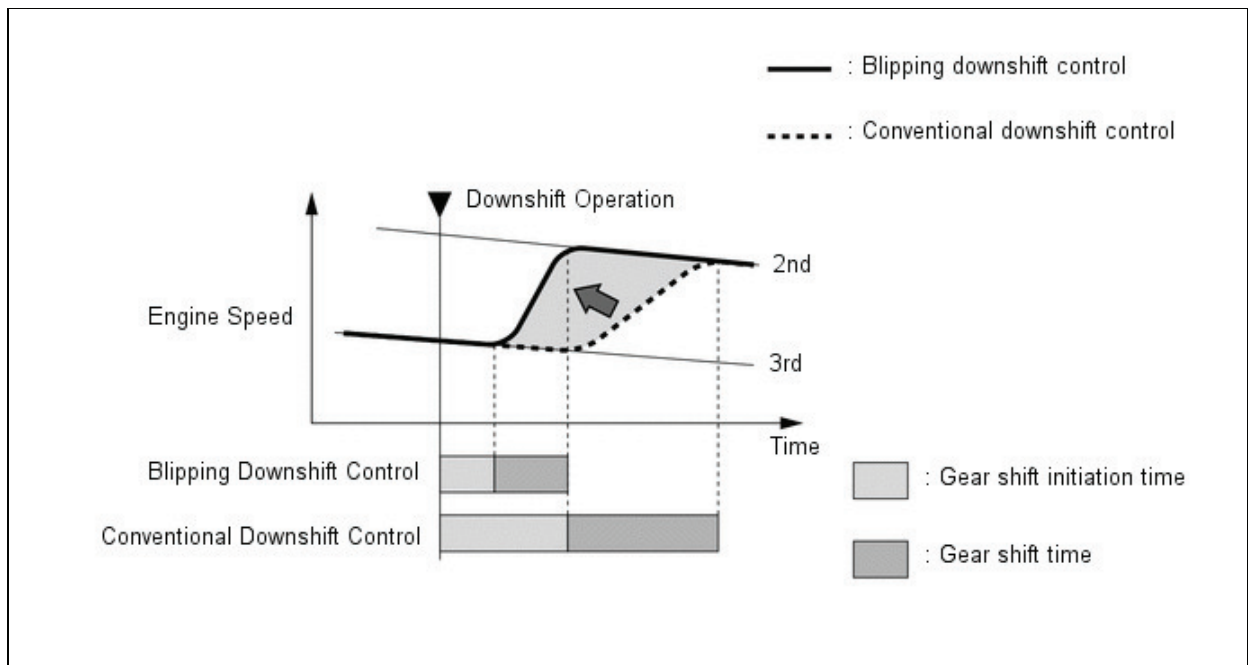 : Blipping downshift control
: Conventional downshift control
Downshift Operation
2nd
Engine Speed
3rd
Time
Blipping Downshift Control
: Gear shift initiation time
Conventional Downshift Control
: Gear shift time